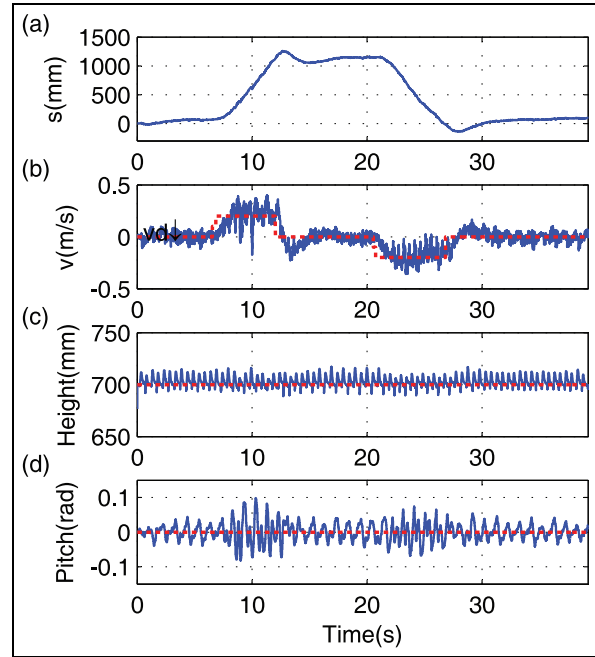 (a)
1500
1000
500
0
s(mm)
0 10 20 30
(b)
0.5
0
-0.5
v(m/s)
vd↓
0 10 20 30
(c)
750
700
650
Height(mm)
0 10 20 30
(d)
0.1
0
-0.1
Pitch(rad)
0 10 20 30
Time(s)